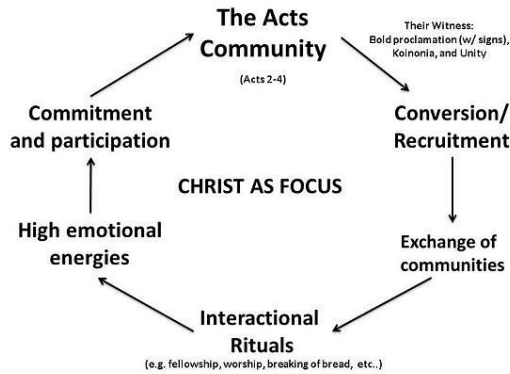 The Acts
Community
(Acts 2-4)
Their Witness:
Bold proclamation (w/ signs),
Koinonia, and Unity
Conversion/
Recruitment
Exchange of
communities
Interactional
Rituals
(e.g. fellowship, worship, breaking of bread, etc..)
High emotional
energies
Commitment
and participation
CHRIST AS FOCUS